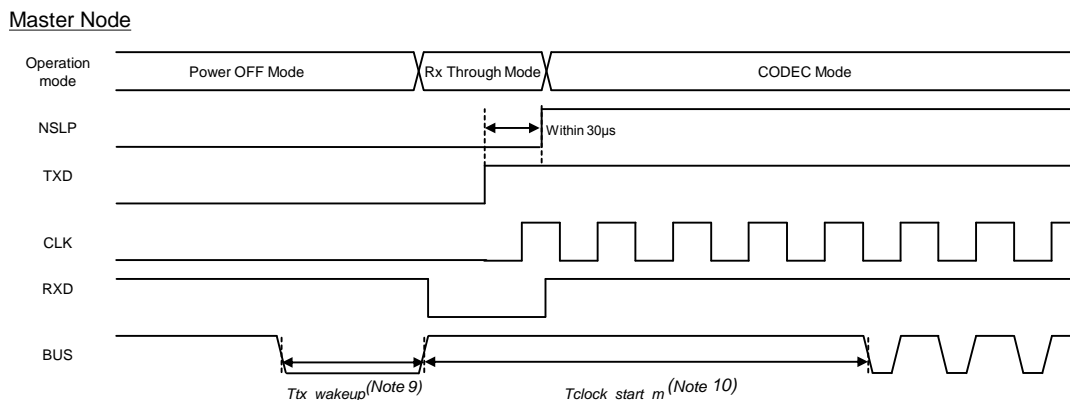 Master Node
Operation mode
Power OFF Mode
Rx Through Mode
CODEC Mode
NSLP
Within 30µs
TXD
CLK
RXD
BUS
Ttx_wakeup(Note 9)
Tclock_start_m(Note 10)